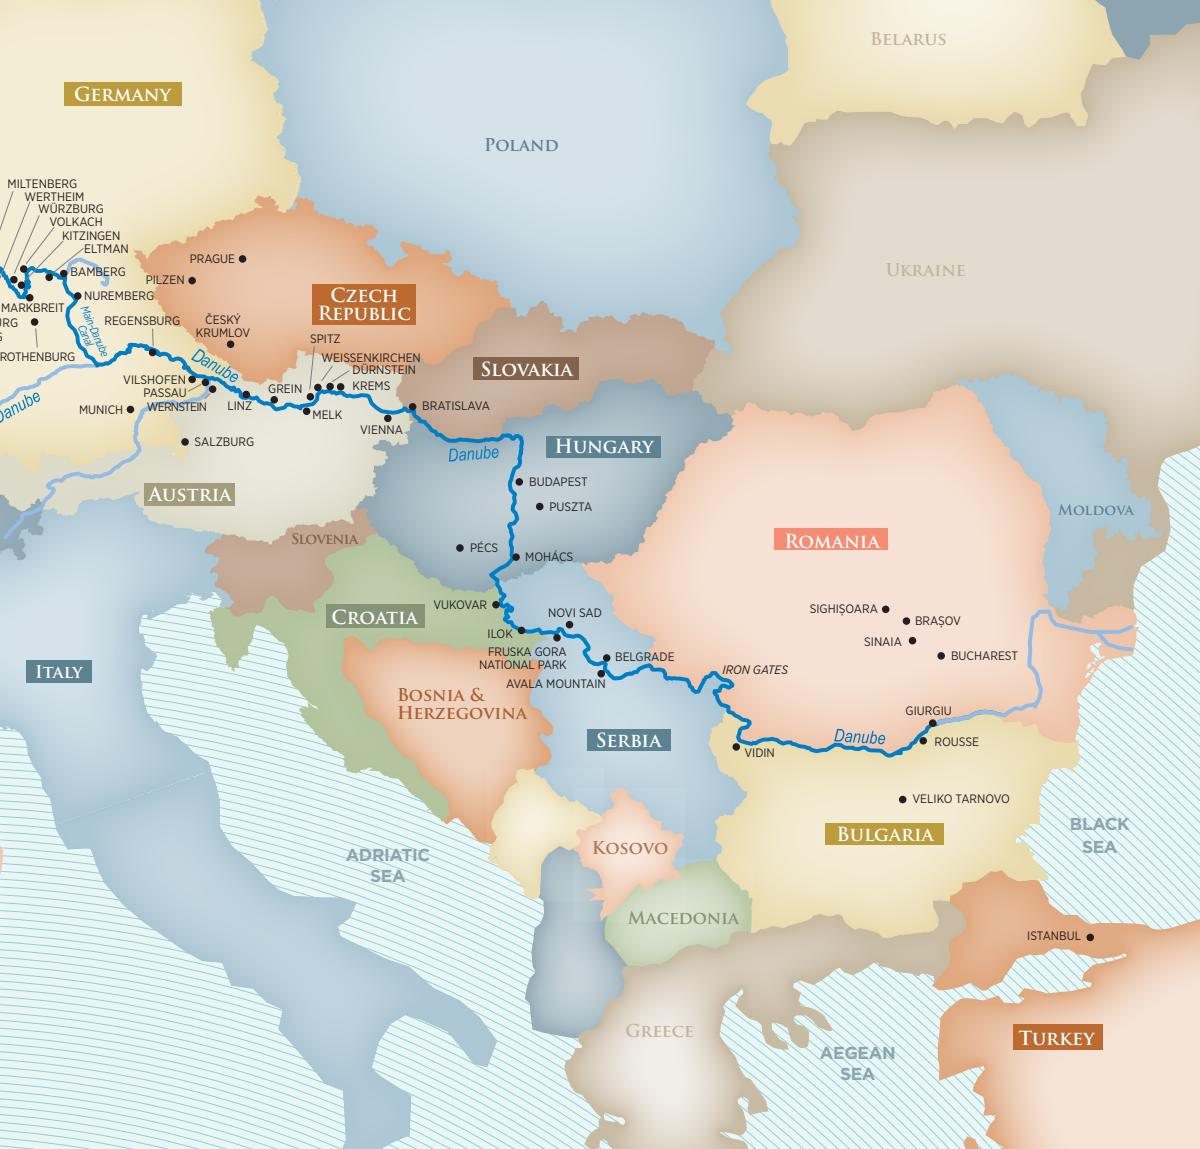 BELARUS
GERMANY
POLAND
MILTENBERG
WERTHEIM
WÜRZBURG
VOLKACH
KITZINGEN
ELTMAN
BAMBERG
NUREMBERG
MARKBREIT
ROTHENBURG
Main-Danube
Canal
REGENSBURG
PRAGUE
PILZEN
CZECH
REPUBLIC
ČESKÝ
KRUMLOV
UKRAINE
Danube
SPITZ
WEISSENKIRCHEN
DÜRNSTEIN
KREMS
GREIN
VILSHOFEN
PASSAU
WERNSTEIN
LINZ
MELK
VIENNA
BRATISLAVA
SLOVAKIA
Danube
MUNICH
SALZBURG
AUSTRIA
Danube
HUNGARY
BUDAPEST
PUSZTA
PÉCS
MOHÁCS
SLOVENIA
MOLDOVA
ROMANIA
CROATIA
VUKOVAR
ILOK
NOVI SAD
FRUSKA GORA
NATIONAL PARK
BELGRADE
AVALA MOUNTAIN
IRON GATES
SIGHIȘOARA
BRAȘOV
SINAIA
BUCHAREST
ITALY
BOSNIA &
HERZEGOVINA
SERBIA
GIURGIU
ROUSSE
Danube
VIDIN
VELIKO TARNOVO
BULGARIA
BLACK
SEA
ADRIATIC
SEA
KOSOVO
MACEDONIA
ISTANBUL
GREECE
AEGEAN
SEA
TURKEY